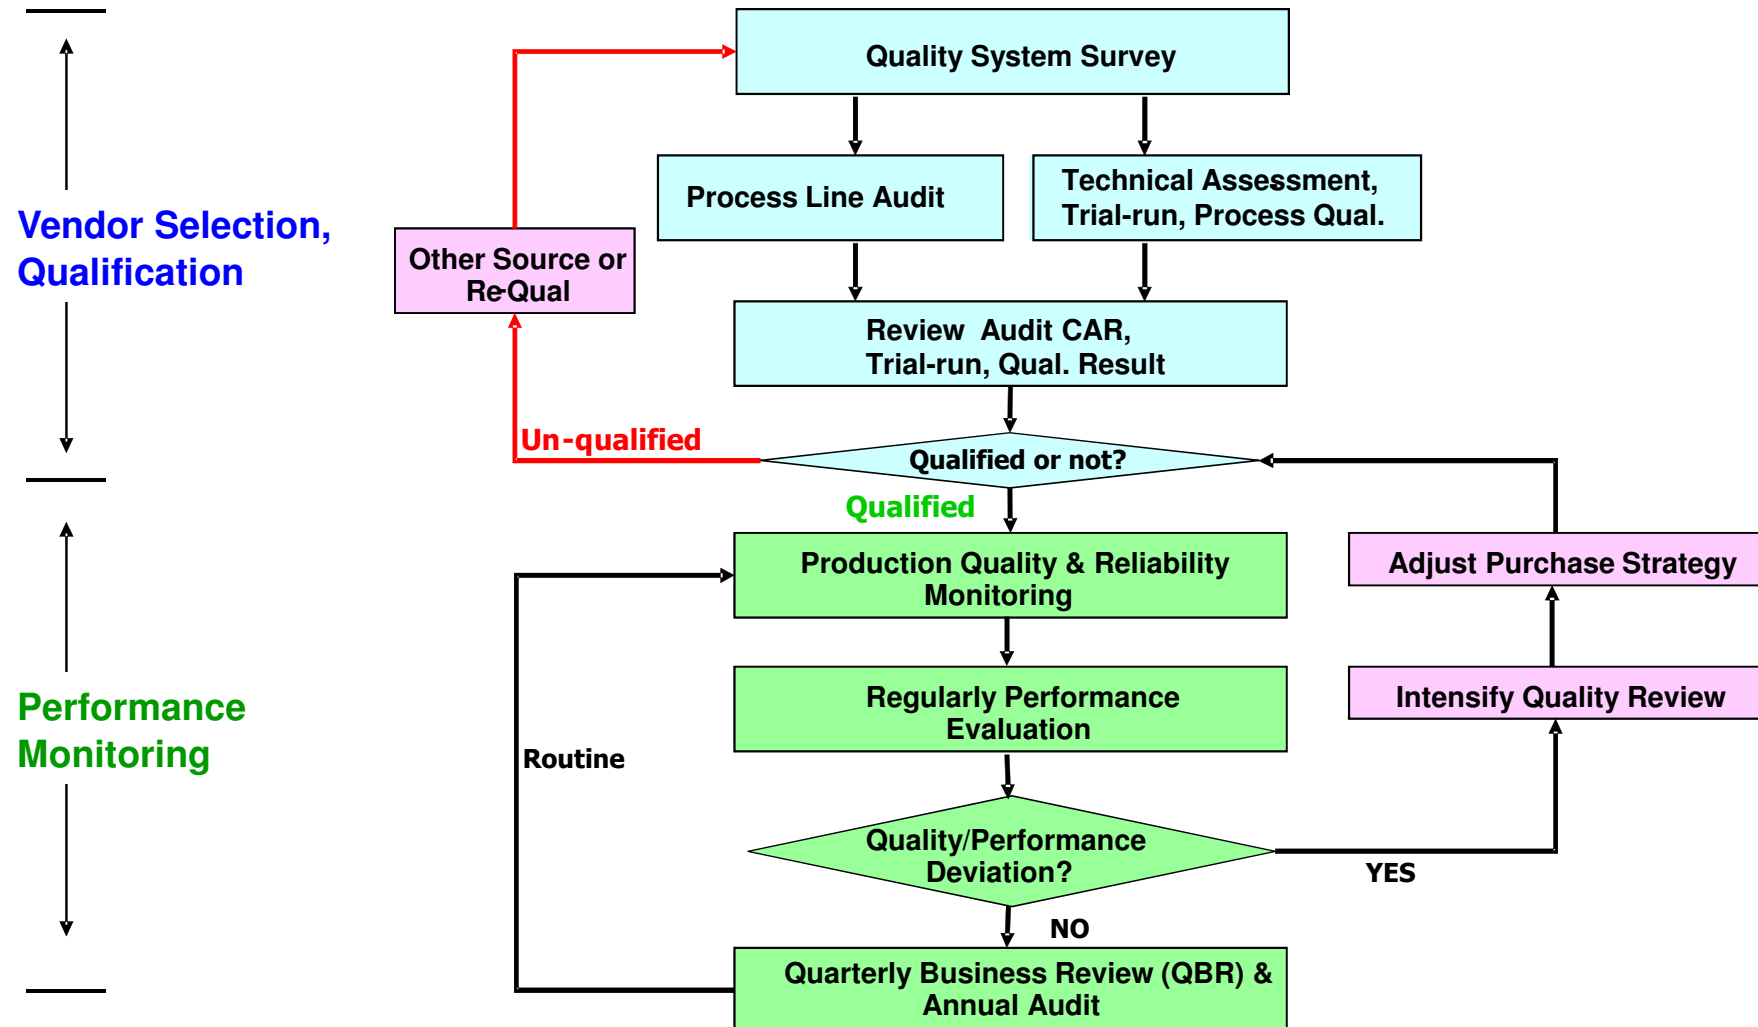 Quality System Survey
Process Line Audit
Technical Assessment,
Trial-run, Process Qual.
Vendor Selection,
Qualification
Other Source or
Re-Qual
Review Audit CAR,
Trial-run, Qual. Result
Un-qualified
Qualified or not?
Qualified
Production Quality & Reliability
Monitoring
Adjust Purchase Strategy
Regularly Performance
Evaluation
Intensify Quality Review
Performance
Monitoring
Routine
Quality/Performance
Deviation?
YES
NO
Quarterly Business Review (QBR) &
Annual Audit